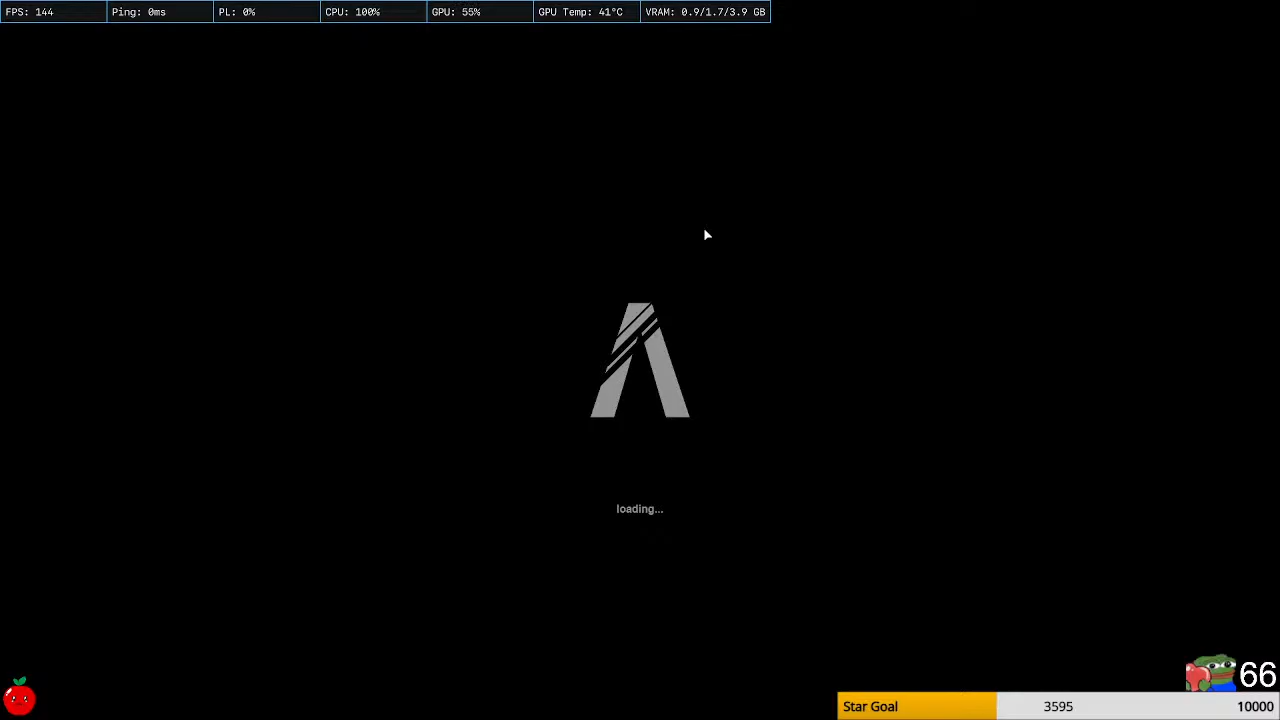 FPS: 144 Ping: 0ms PL: 0% CPU: 100% GPU: 55% GPU Temp: 41°C VRAM: 0.9/1.7/3.9 GB
loading...
66
Star Goal 3595 10000